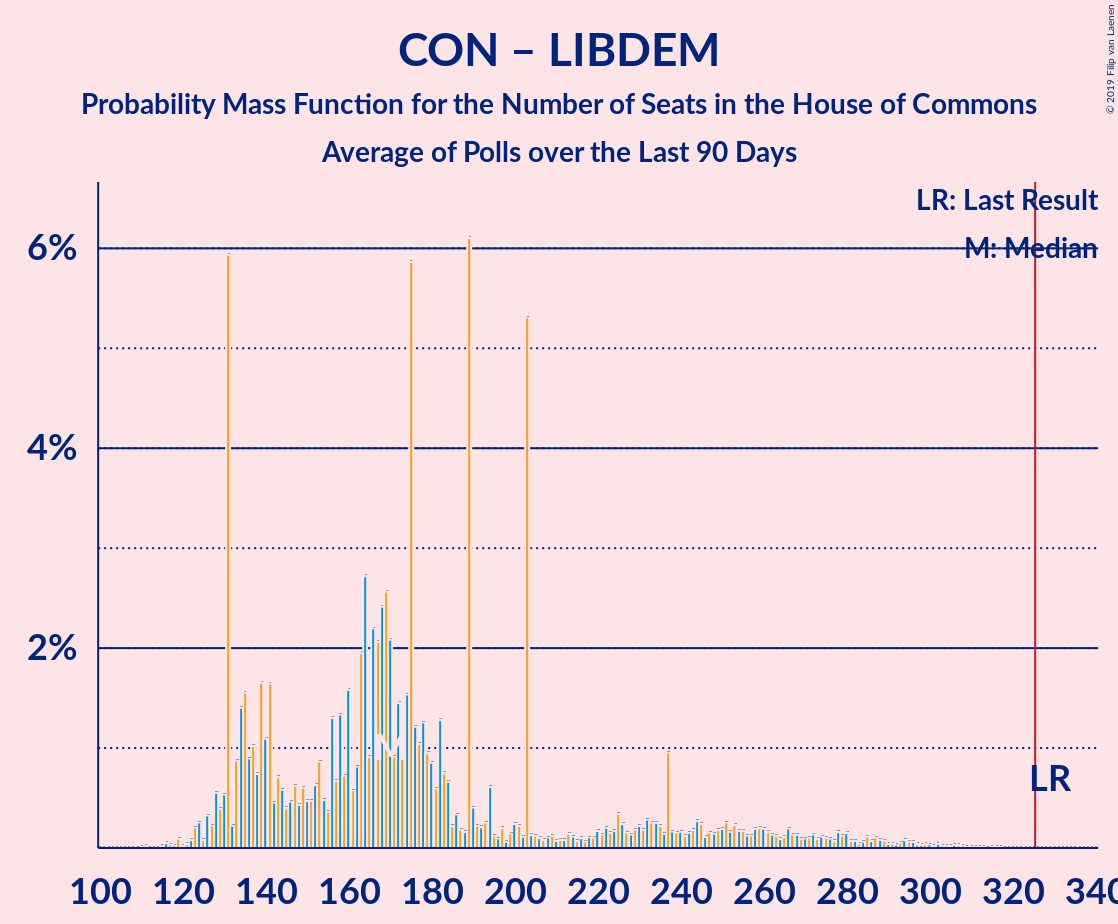 CON – LIBDEM
Probability Mass Function for the Number of Seats in the House of Commons
Average of Polls over the Last 90 Days
© 2019 Filip van Laenen
LR: Last Result
M: Median
6%
4%
2%
M
LR
100 120 140 160 180 200 220 240 260 280 300 320 340